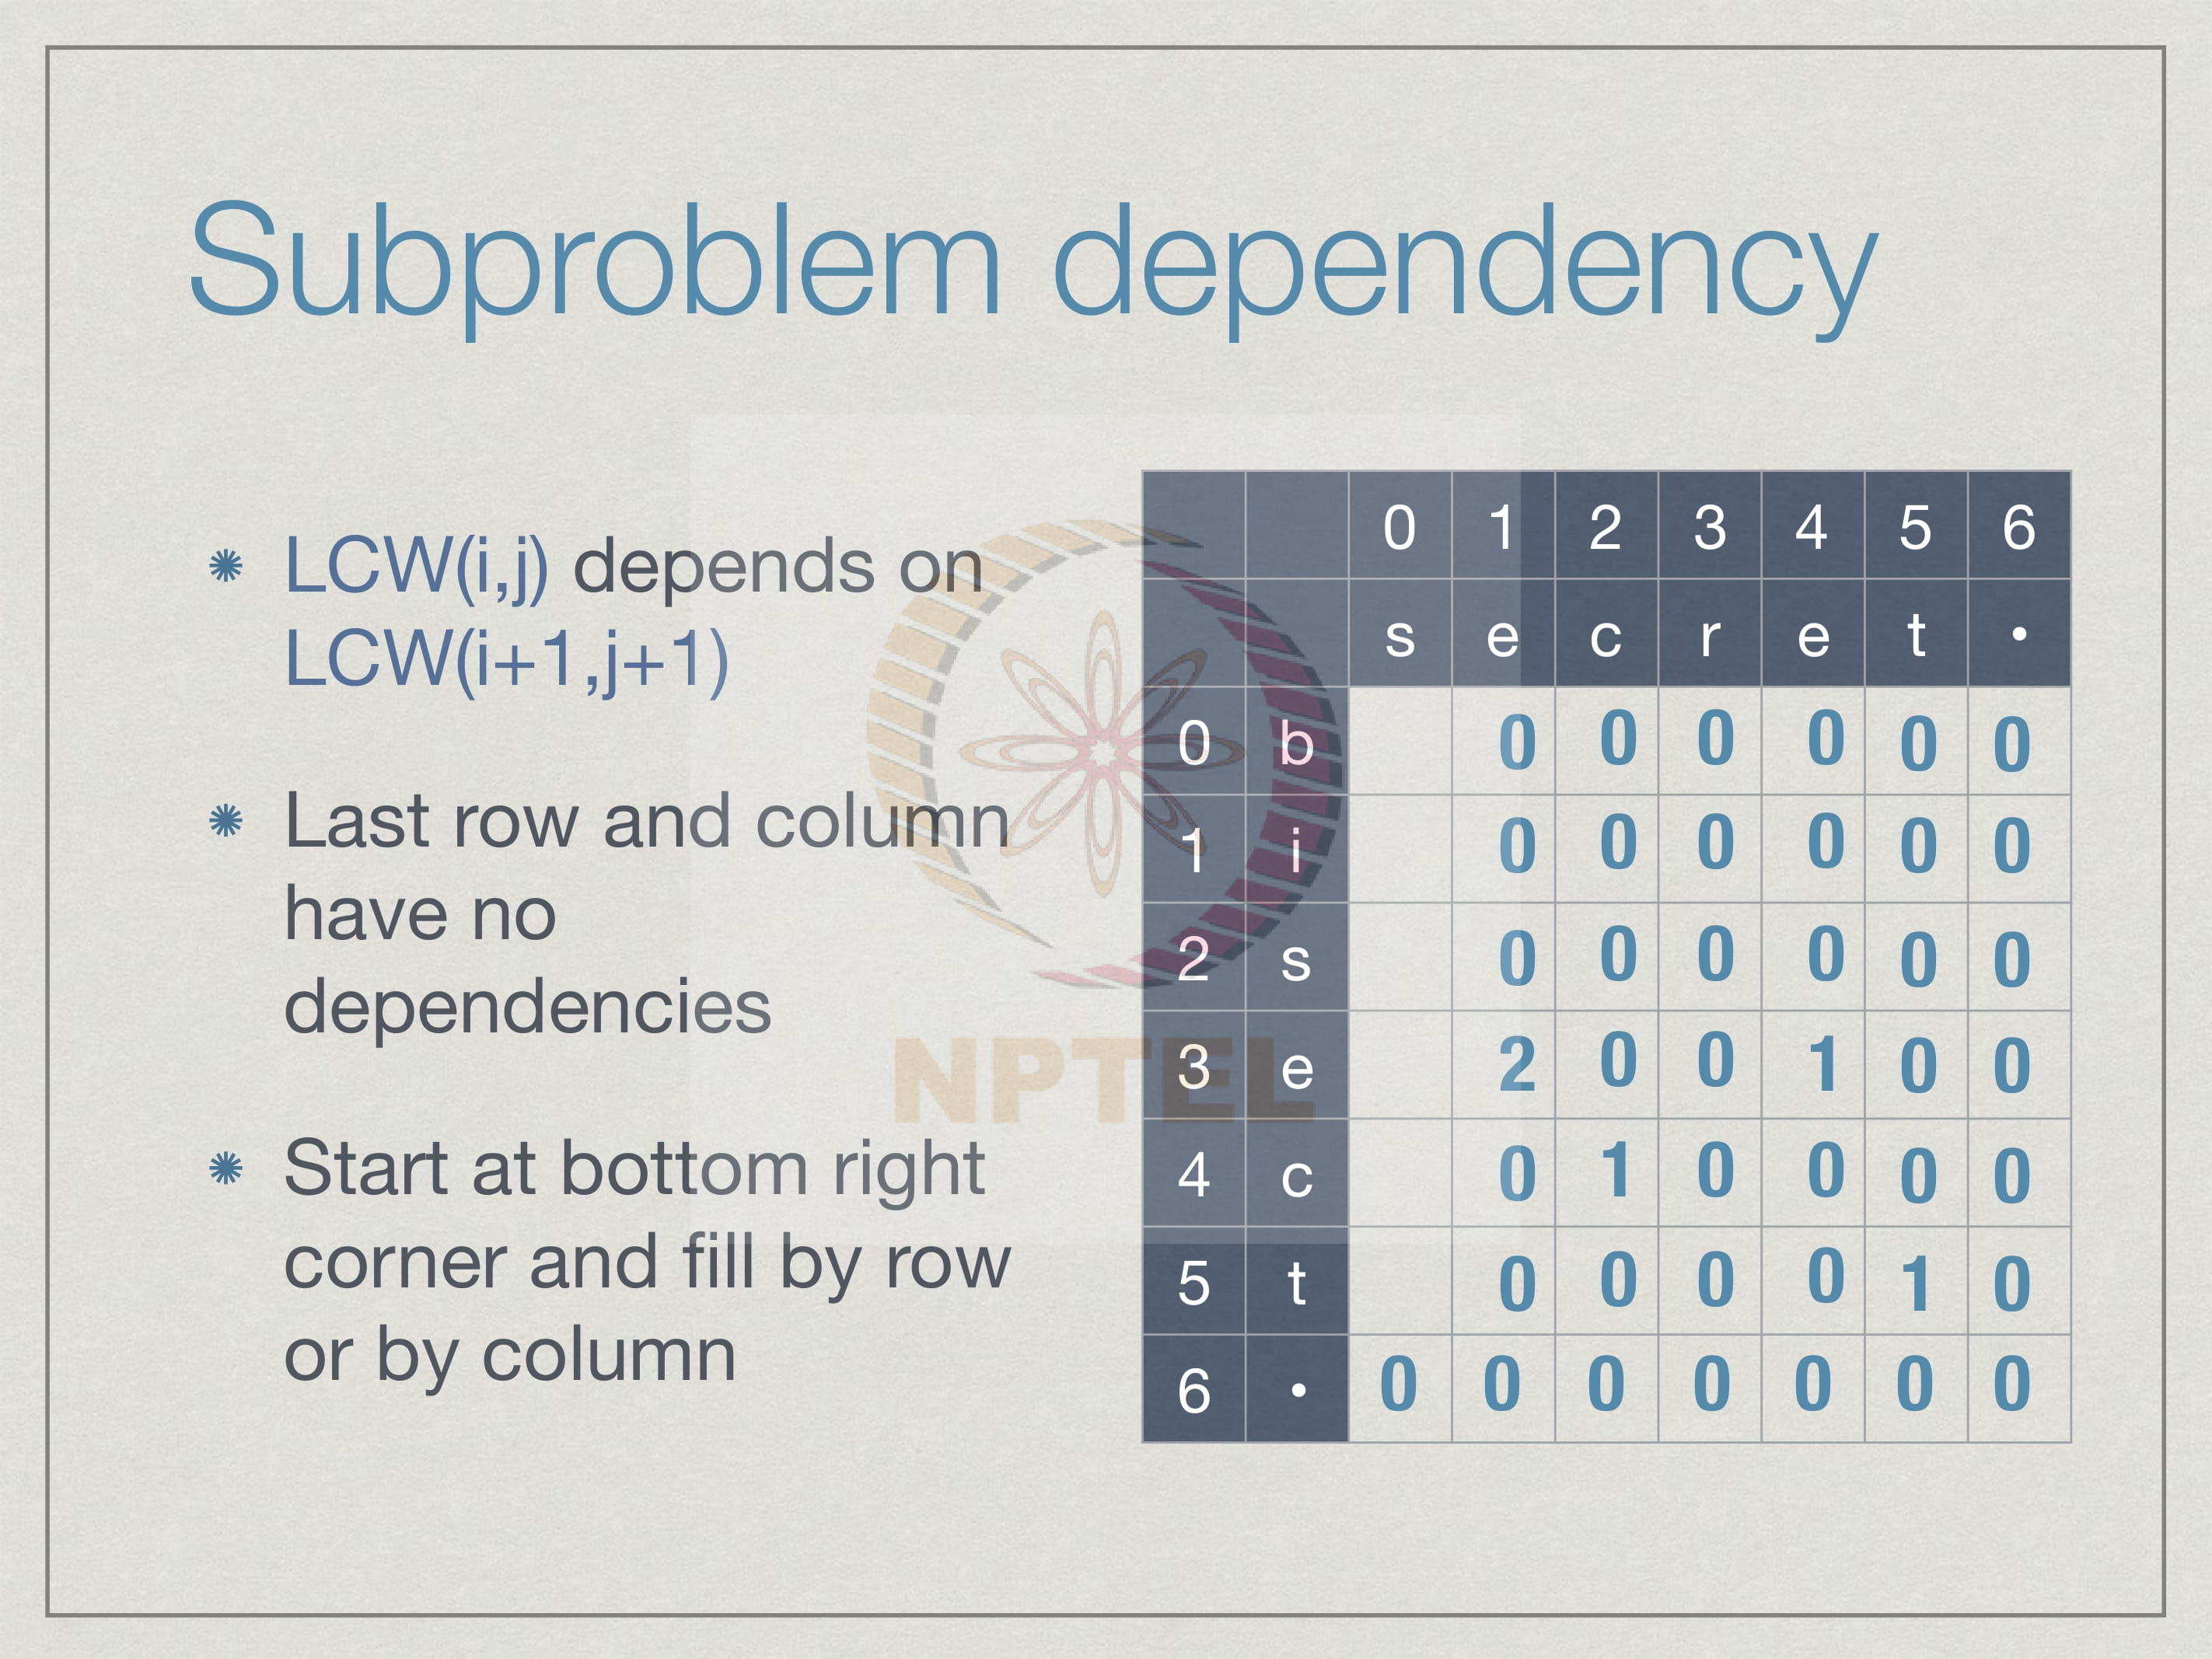 Subproblem dependency
LCW(i,j) depends on
LCW(i+1,j+1)
Last row and column
have no
dependencies
Start at bottom right
corner and fill by row
or by column
0 1 2 3 4 5 6
s e c r e t •
0 b 0 0 0 0 0 0
1 i 0 0 0 0 0 0
2 s 0 0 0 0 0 0
3 e 2 0 0 1 0 0
4 c 0 1 0 0 0 0
5 t 0 0 0 0 1 0
6 • 0 0 0 0 0 0 0
NPTEL